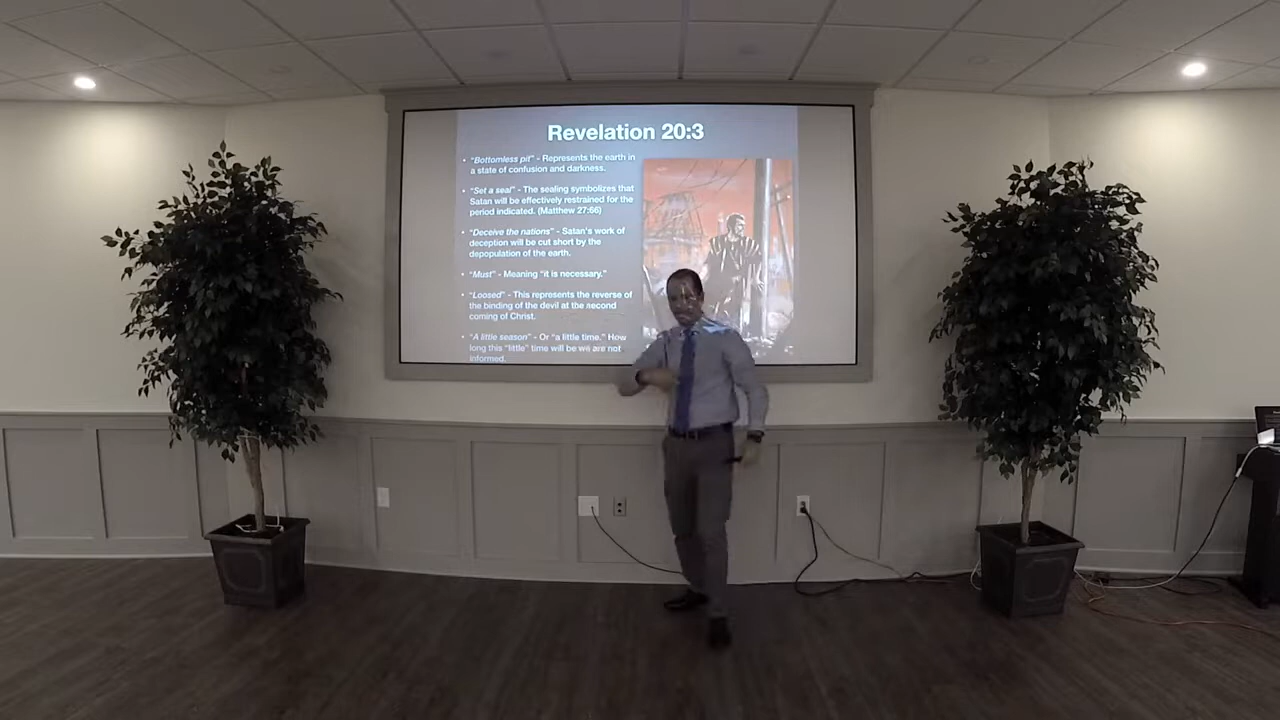 Revelation 20:3
• "Bottomless pit" - Represents the earth in
a state of confusion and darkness.
• "Set a seal" - The sealing symbolizes that
Satan will be effectively restrained for the
period indicated. (Matthew 27:66)
• "Deceive the nations" - Satan's work of
deception will be cut short by the
depopulation of the earth.
• "Must" - Meaning "it is necessary."
• "Loosed" - This represents the reverse of
the binding of the devil at the second
coming of Christ.
• "A little season" - Or "a little time." How
long this "little" time will be we are not
informed.